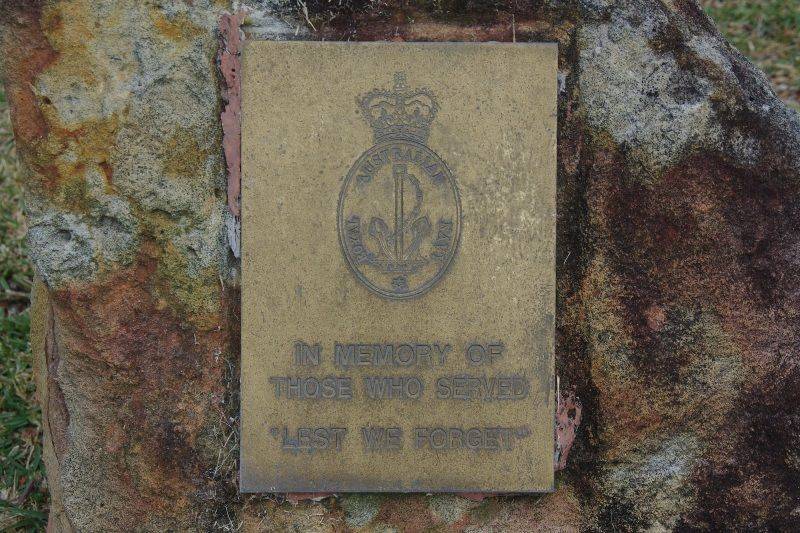 AUSTRALIAN
ROYAL NAVY
IN MEMORY OF
THOSE WHO SERVED
"LEST WE FORGET"